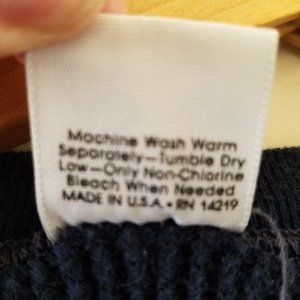 Machine Wash Warm
Separately—Tumble Dry
Low—Only Non-Chlorine
Bleach When Needed
MADE IN U.S.A. • RN 14219